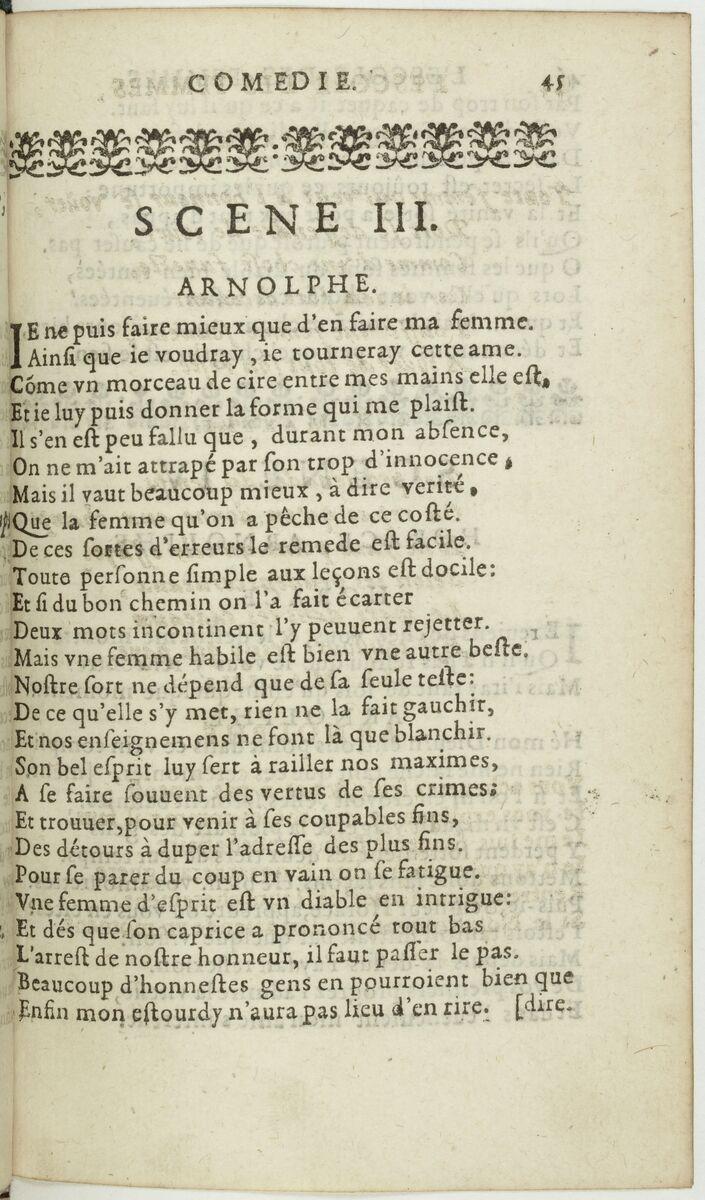 COMEDIE. 45
SCENE III.
ARNOLPHE.
IE ne puis faire mieux que d'en faire ma femme.
Ainſi que ie voudray, ie tourneray cette ame.
Cõme vn morceau de cire entre mes mains elle eſt,
Et ie luy puis donner la forme qui me plaiſt.
Il s'en eſt peu fallu que, durant mon abſence,
On ne m'ait attrapé par ſon trop d'innocence,
Mais il vaut beaucoup mieux, à dire verité,
Que la femme qu'on a pêche de ce coſté.
De ces ſortes d'erreurs le remede eſt facile.
Toute perſonne ſimple aux leçons eſt docile:
Et ſi du bon chemin on l'a fait écarter
Deux mots incontinent l'y peuuent rejetter.
Mais vne femme habile eſt bien vne autre beſte.
Noſtre ſort ne dépend que de ſa ſeule teſte:
De ce qu'elle s'y met, rien ne la fait gauchir,
Et nos enſeignemens ne font là que blanchir.
Son bel eſprit luy ſert à railler nos maximes,
A ſe faire ſouuent des vertus de ſes crimes;
Et trouuer, pour venir à ſes coupables fins,
Des détours à duper l'adreſſe des plus fins.
Pour ſe parer du coup en vain on ſe fatigue.
Vne femme d'eſprit eſt vn diable en intrigue:
Et dés que ſon caprice a prononcé tout bas
L'arreſt de noſtre honneur, il faut paſſer le pas.
Beaucoup d'honneſtes gens en pourroient bien que
Enfin mon eſtourdy n'aura pas lieu d'en rire. [dire.